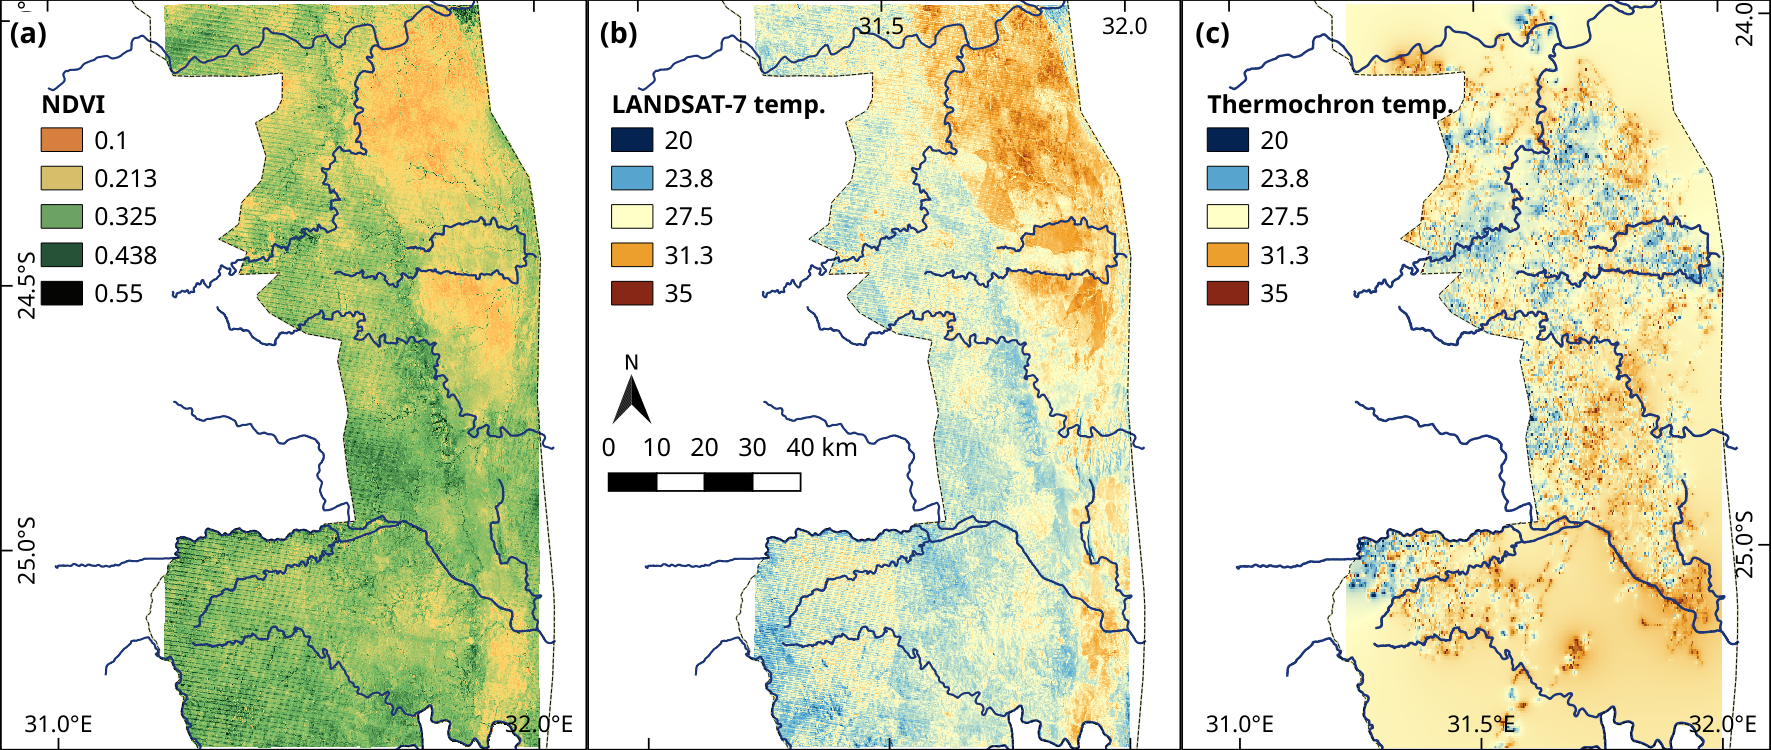 (a)
NDVI
0.1
0.213
0.325
0.438
0.55
24.5°S
25.0°S
31.0°E
32.0°E
(b)
31.5
32.0
LANDSAT-7 temp.
20
23.8
27.5
31.3
35
N
0 10 20 30 40 km
(c)
24.0
Thermochron temp.
20
23.8
27.5
31.3
35
25.0°S
31.0°E
31.5°E
32.0°E